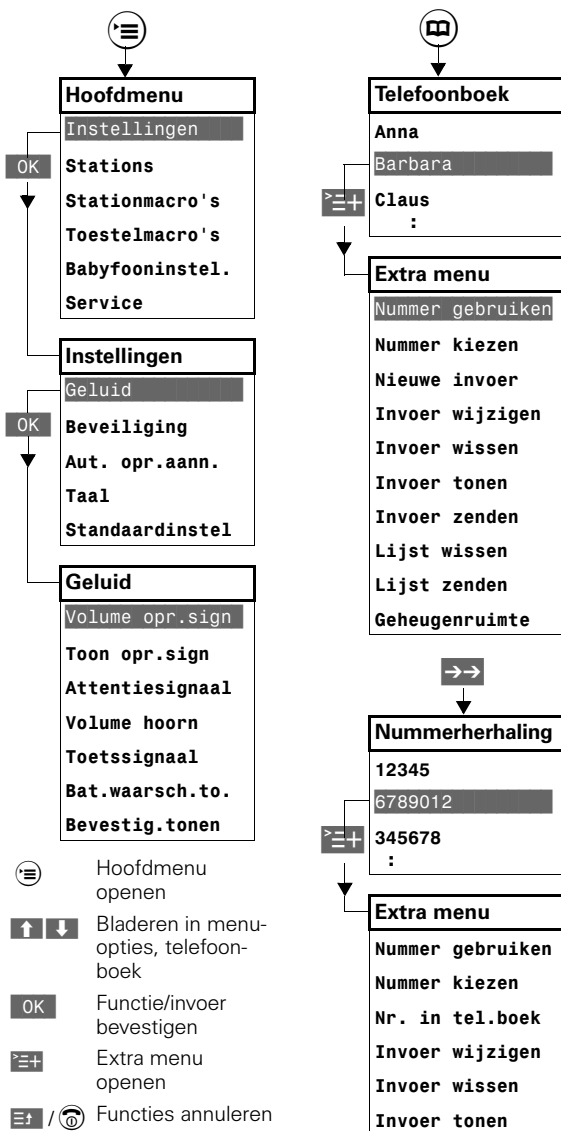 Hoofdmenu
Instellingen
OK
Stations
Stationmacro's
Toestelmacro's
Babyfooninstel.
Service
Instellingen
Geluid
OK
Beveiliging
Aut. opr.aann.
Taal
Standaardinstel
Geluid
Volume opr.sign
Toon opr.sign
Attentiesignaal
Volume hoorn
Toetssignaal
Bat.waarsch.to.
Bevestig.tonen
Hoofdmenu
openen
Bladeren in menu-
opties, telefoon-
boek
OK
Functie/invoer
bevestigen
Extra menu
openen
/
Functies annuleren
Telefoonboek
Anna
Barbara
Claus
:
Extra menu
Nummer gebruiken
Nummer kiezen
Nieuwe invoer
Invoer wijzigen
Invoer wissen
Invoer tonen
Invoer zenden
Lijst wissen
Lijst zenden
Geheugenruimte
Nummerherhaling
12345
6789012
345678
:
Extra menu
Nummer gebruiken
Nummer kiezen
Nr. in tel.boek
Invoer wijzigen
Invoer wissen
Invoer tonen